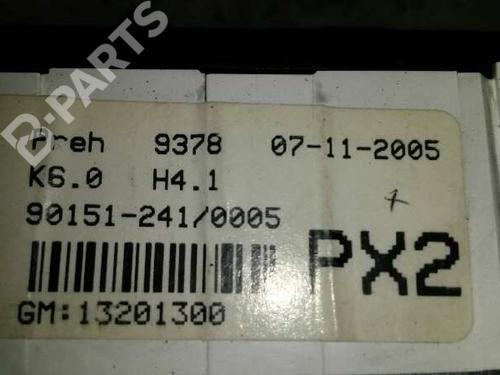 D-PARTS
Preh 9378 07-11-2005
K6.0 H4.1
90151-241/0005
PX2
GM:13201300